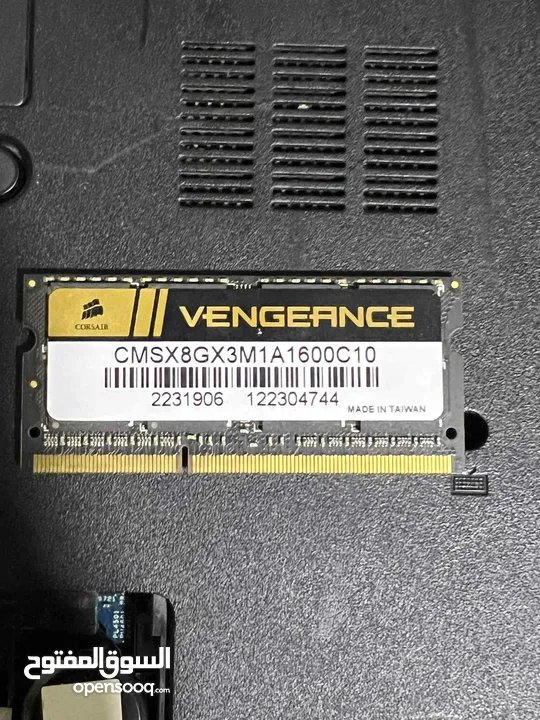 CORSAIR
VENGEANCE
CMSX8GX3M1A1600C10
2231906 122304744
MADE IN TAIWAN
السوق المفتوح
opensooq.com